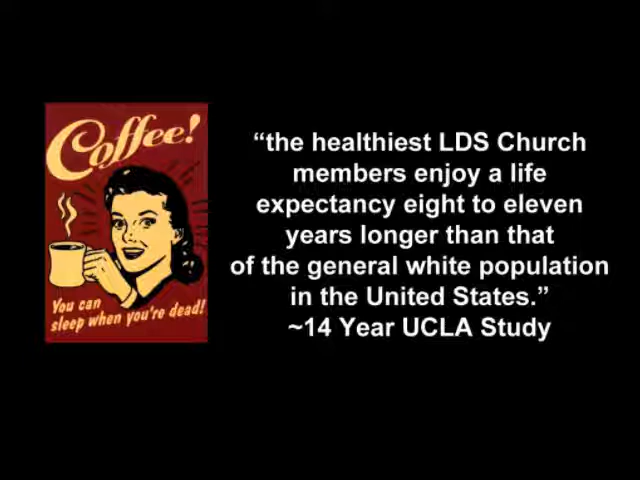 Coffee!
You can
sleep when you're dead!
“the healthiest LDS Church
members enjoy a life
expectancy eight to eleven
years longer than that
of the general white population
in the United States.”
~14 Year UCLA Study